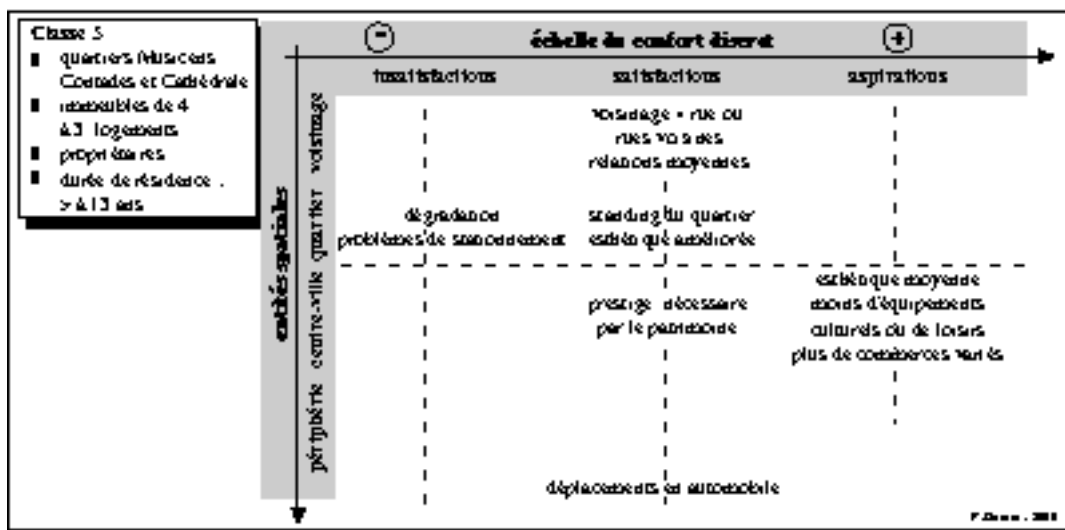 Classe 5
quartiers Musiciens
Contades et Cathédrale
immeubles de 4
logements
propriétaires
durée de résidence :
> à 13 ans
échelle du confort discret
insatisfactions
satisfactions
aspirations
entités spatiales
périphérie centre-ville quartier voisinage
voisinage = rue ou
rues voisines
relations moyennes
dégradation
problèmes de stationnement
standing du quartier
esthétique améliorée
prestige nécessaire
par le patrimoine
esthétique moyenne
moins d'équipements
culturels ou de loisirs
plus de commerces variés
déplacements en automobile